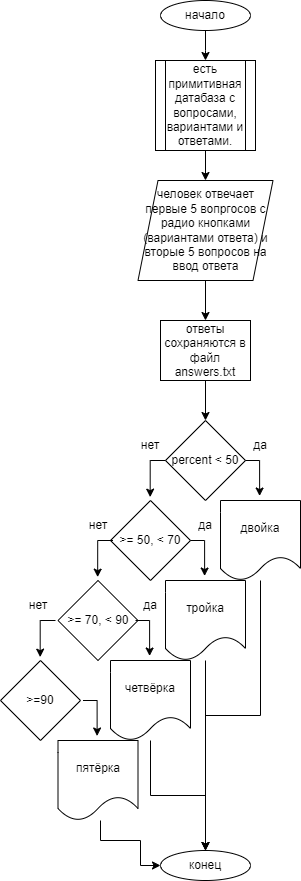 начало
есть
примитивная
датабаза с
вопросами,
вариантами и
ответами.
человек отвечает
первые 5 вопргосов с
радио кнопками
(вариантами ответа) и
вторые 5 вопросов на
ввод ответа
ответы
сохраняются в
файл
answers.txt
нет
percent < 50
да
нет
>= 50, < 70
да
двойка
нет
>= 70, < 90
да
тройка
>=90
четвёрка
пятёрка
конец